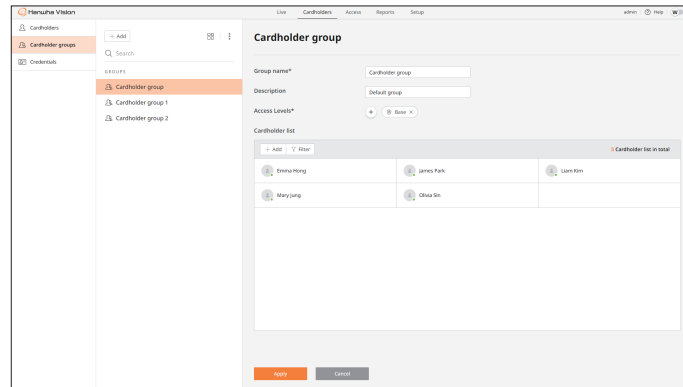 Hanwha Vision
Live Cardholders Access Reports Setup
admin Help
Cardholders
Cardholder groups
Credentials
+ Add
Search
GROUPS
Cardholder group
Cardholder group 1
Cardholder group 2
Cardholder group
Group name* Cardholder group
Description Default group
Access Levels* + Base ×
Cardholder list
+ Add Filter 5 Cardholder list in total
Emma Hong James Park Liam Kim
Mary Jung Olivia Sin
Apply Cancel